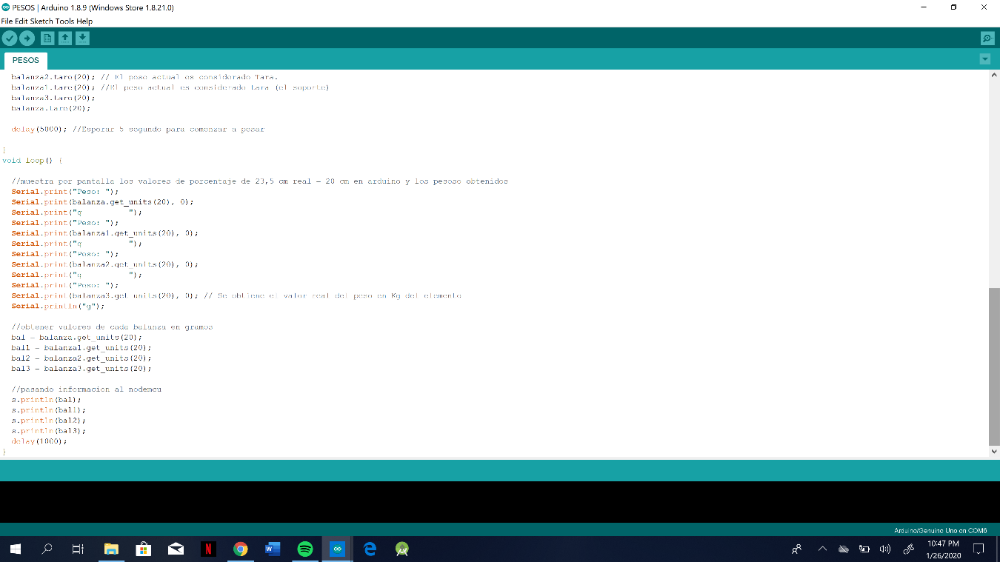 PESOS | Arduino 1.8.9 (Windows Store 1.8.21.0)
File Edit Sketch Tools Help
PESOS
balanza2.tare(20); // El peso actual es considerado Tara.
balanza1.tare(20); //El peso actual es considerado tara (el soporte)
balanza3.tare(20);
balanza.tare(20);
delay(5000); //Esperar 5 segundo para comenzar a pesar
}
void loop() {
//muestra por pantalla los valores de porcentaje de 23,5 cm real = 20 cm en arduino y los pesoso obtenidos
Serial.print("Peso: ");
Serial.print(balanza.get_units(20), 0);
Serial.print("g          ");
Serial.print("Peso: ");
Serial.print(balanza1.get_units(20), 0);
Serial.print("g          ");
Serial.print("Peso: ");
Serial.print(balanza2.get_units(20), 0);
Serial.print("g          ");
Serial.print("Peso: ");
Serial.print(balanza3.get_units(20), 0); // Se obtiene el valor real del peso en Kg del elemento
Serial.println("g");
//obtener valores de cada balanza en gramos
bal = balanza.get_units(20);
bal1 = balanza1.get_units(20);
bal2 = balanza2.get_units(20);
bal3 = balanza3.get_units(20);
//pasando informacion al nodemcu
s.println(bal);
s.println(bal1);
s.println(bal2);
s.println(bal3);
delay(1000);
}
Arduino/Genuino Uno on COM6
10:47 PM
1/26/2020